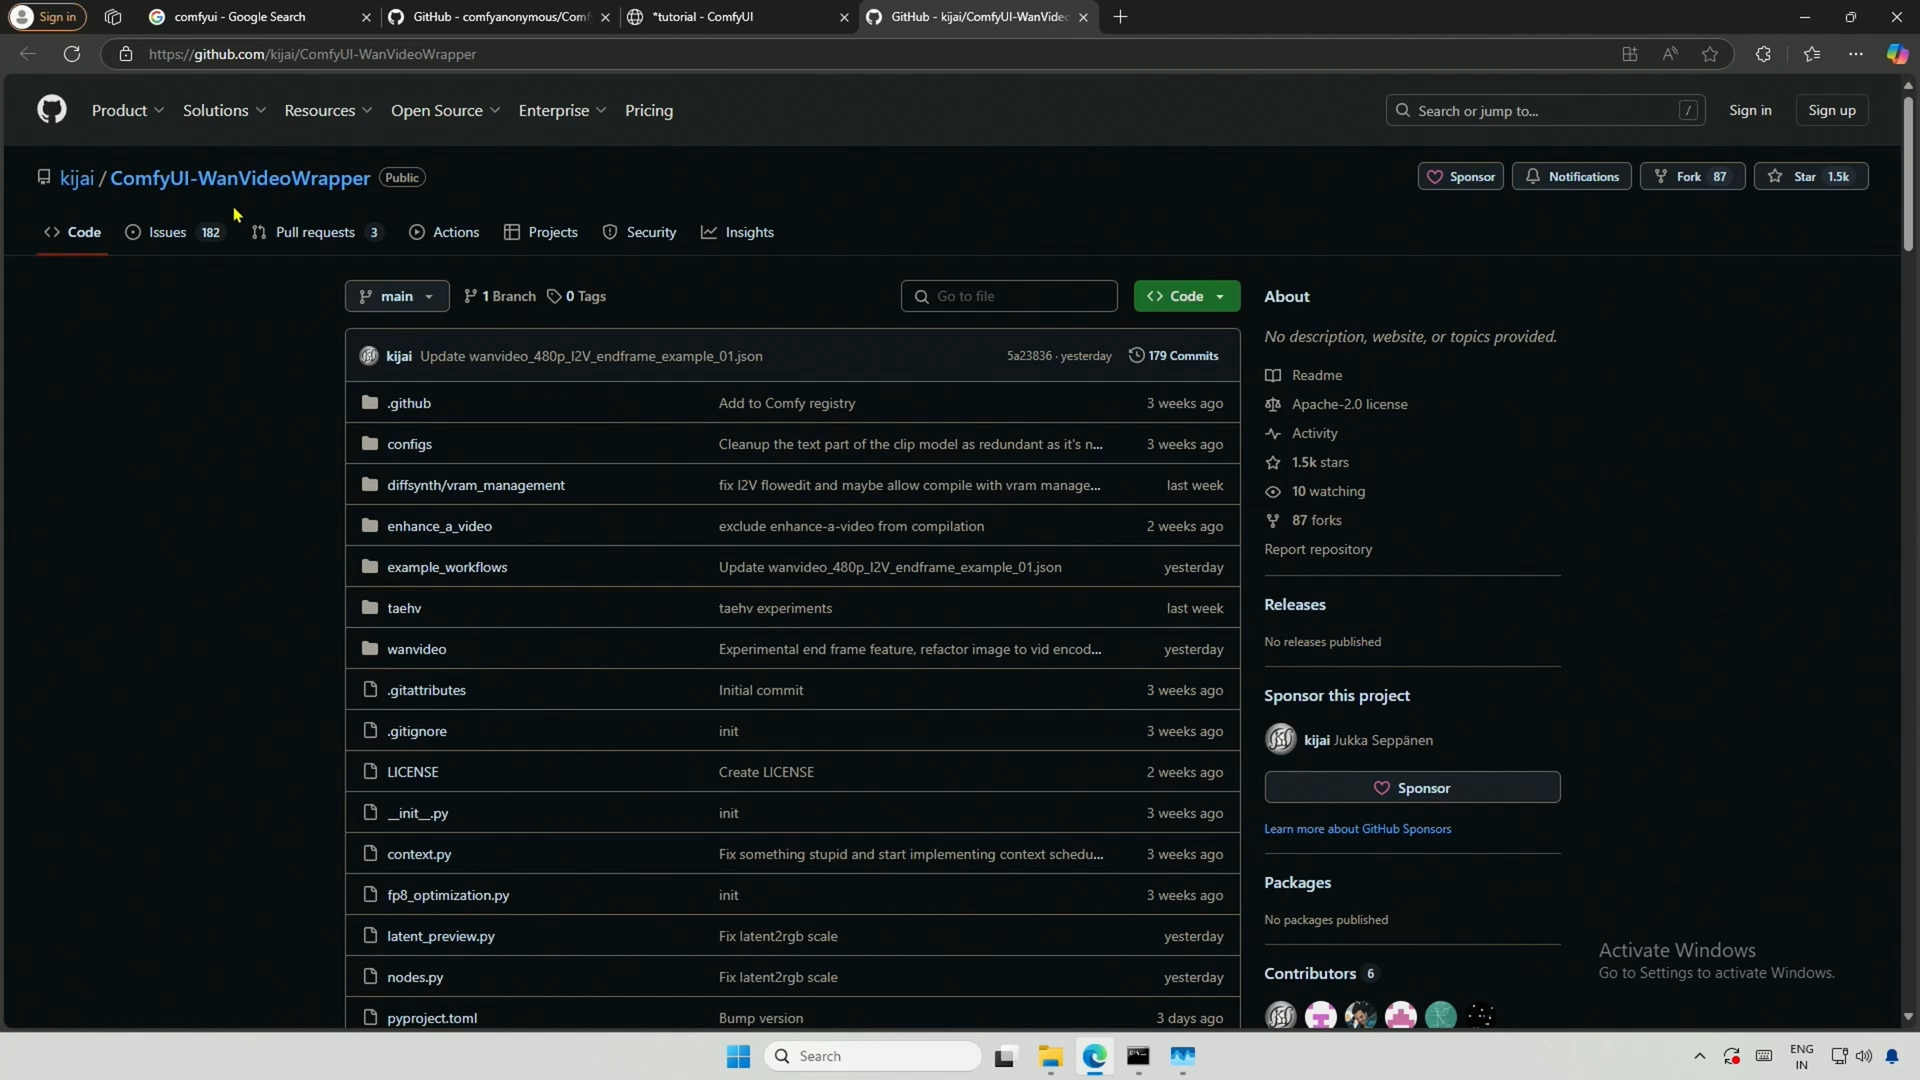 Sign in
comfyui - Google Search
GitHub - comfyanonymous/Comf
*tutorial - ComfyUI
GitHub - kijai/ComfyUI-WanVideo
https://github.com/kijai/ComfyUI-WanVideoWrapper
Product
Solutions
Resources
Open Source
Enterprise
Pricing
Search or jump to...
/
Sign in
Sign up
kijai / ComfyUI-WanVideoWrapper
Public
Sponsor
Notifications
Fork 87
Star 1.5k
Code
Issues 182
Pull requests 3
Actions
Projects
Security
Insights
main
1 Branch
0 Tags
Go to file
Code
About
No description, website, or topics provided.
kijai Update wanvideo_480p_I2V_endframe_example_01.json 5a23836 · yesterday 179 Commits
.github Add to Comfy registry 3 weeks ago
configs Cleanup the text part of the clip model as redundant as it's n... 3 weeks ago
diffsynth/vram_management fix I2V flowedit and maybe allow compile with vram manage... last week
enhance_a_video exclude enhance-a-video from compilation 2 weeks ago
example_workflows Update wanvideo_480p_I2V_endframe_example_01.json yesterday
taehv taehv experiments last week
wanvideo Experimental end frame feature, refactor image to vid encod... yesterday
.gitattributes Initial commit 3 weeks ago
.gitignore init 3 weeks ago
LICENSE Create LICENSE 2 weeks ago
__init__.py init 3 weeks ago
context.py Fix something stupid and start implementing context schedu... 3 weeks ago
fp8_optimization.py init 3 weeks ago
latent_preview.py Fix latent2rgb scale yesterday
nodes.py Fix latent2rgb scale yesterday
pyproject.toml Bump version 3 days ago
Readme
Apache-2.0 license
Activity
1.5k stars
10 watching
87 forks
Report repository
Releases
No releases published
Sponsor this project
kijai Jukka Seppänen
Sponsor
Learn more about GitHub Sponsors
Packages
No packages published
Contributors 6
Activate Windows
Go to Settings to activate Windows.
Search
ENG
IN